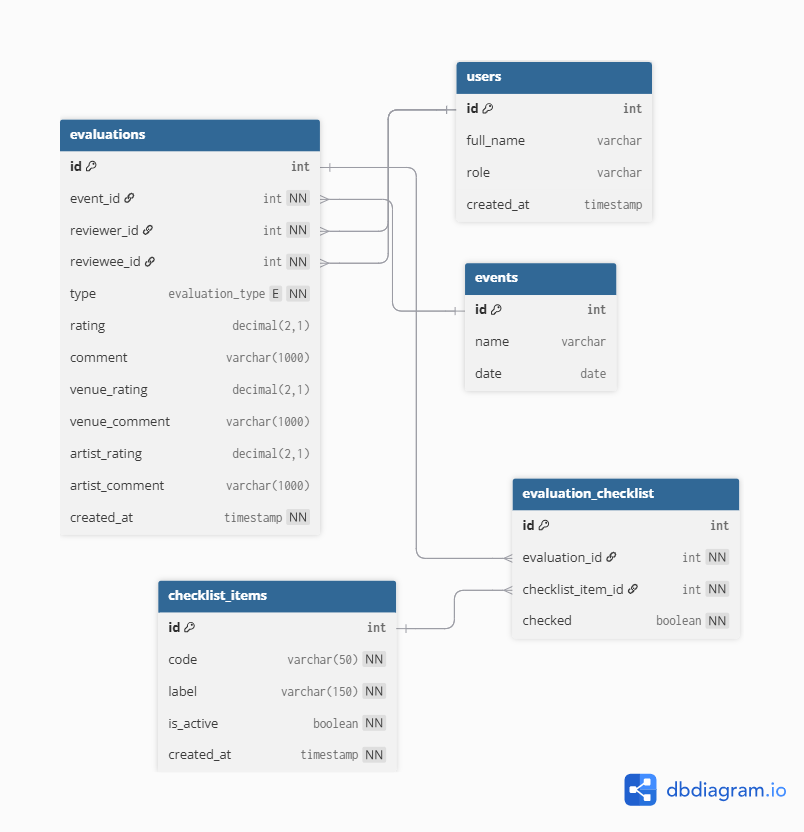 users
id int
full_name varchar
role varchar
created_at timestamp
evaluations
id int
event_id int NN
reviewer_id int NN
reviewee_id int NN
type evaluation_type E NN
rating decimal(2,1)
comment varchar(1000)
venue_rating decimal(2,1)
venue_comment varchar(1000)
artist_rating decimal(2,1)
artist_comment varchar(1000)
created_at timestamp NN
events
id int
name varchar
date date
evaluation_checklist
id int
evaluation_id int NN
checklist_item_id int NN
checked boolean NN
checklist_items
id int
code varchar(50) NN
label varchar(150) NN
is_active boolean NN
created_at timestamp NN
dbdiagram.io